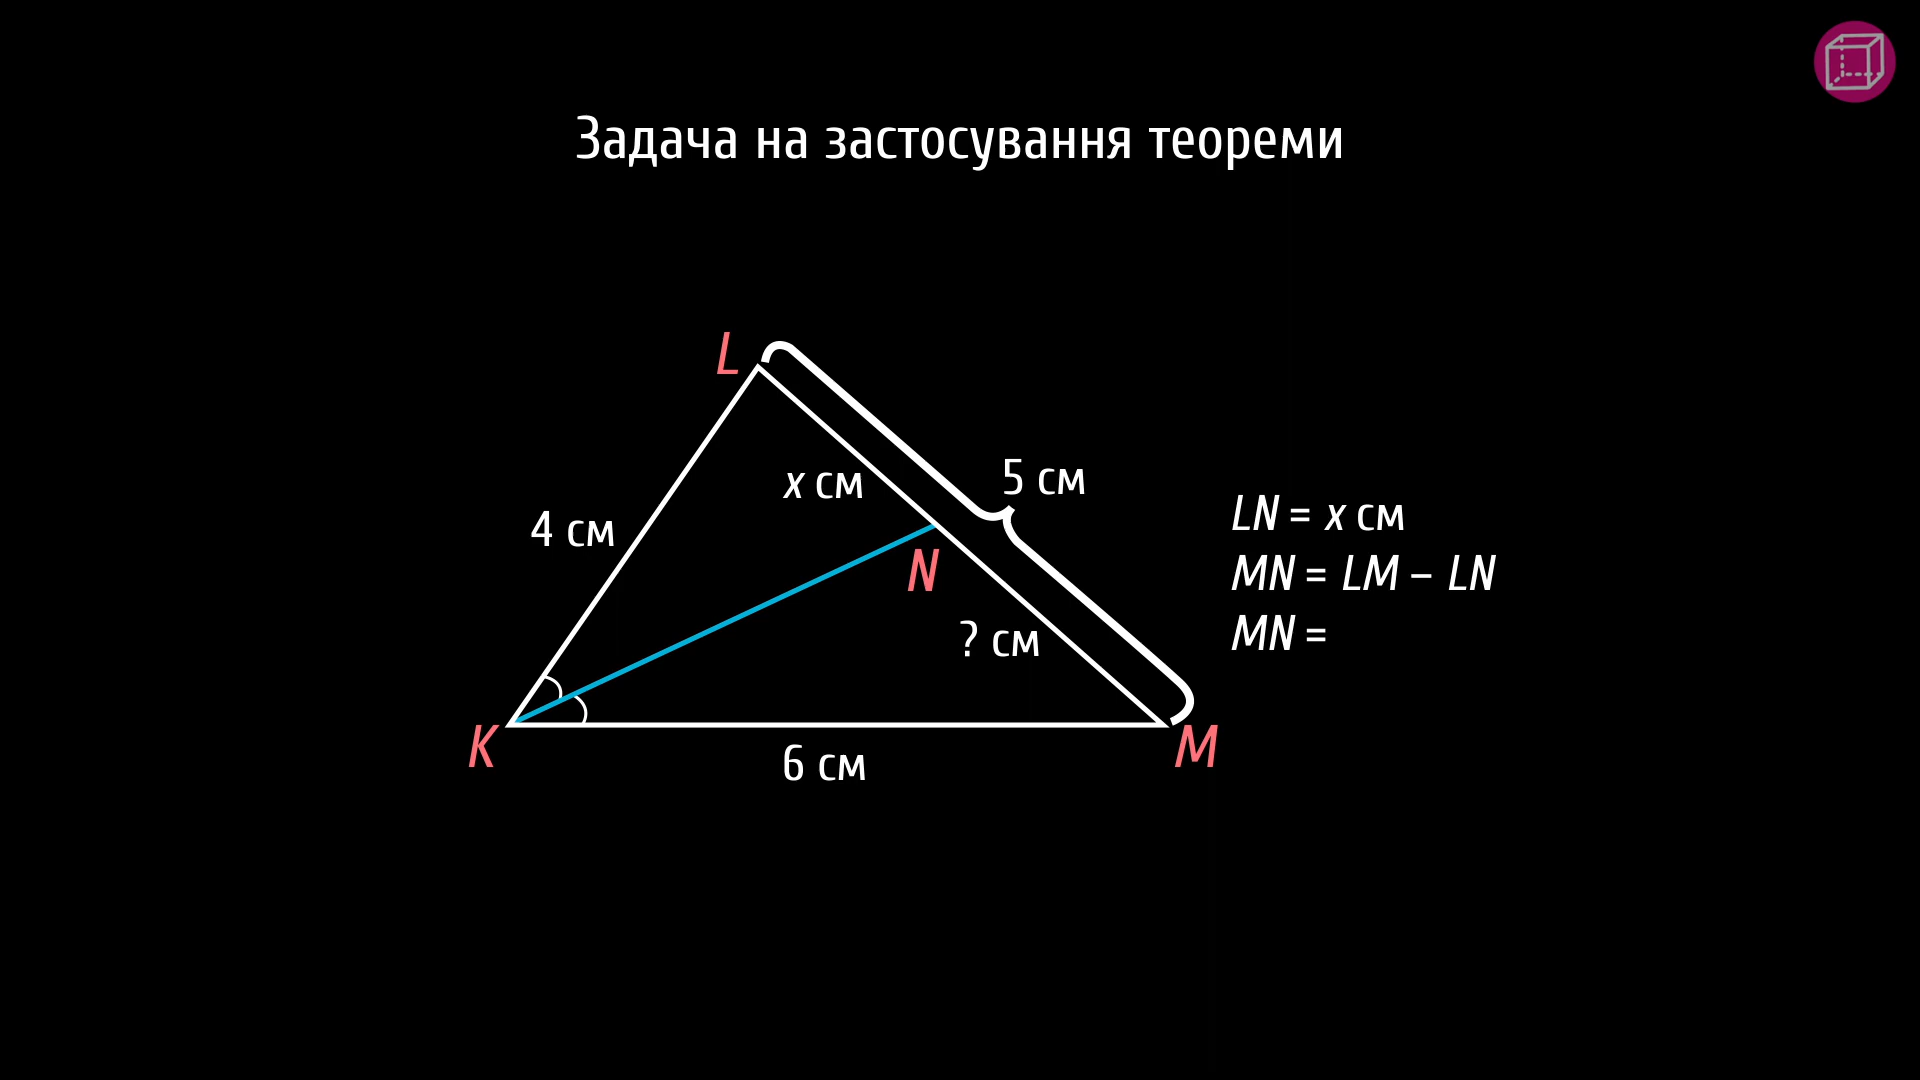 Задача на застосування теореми
L
5 см
x см
4 см
LN = x см
MN = LM – LN
MN =
N
? см
K
M
6 см